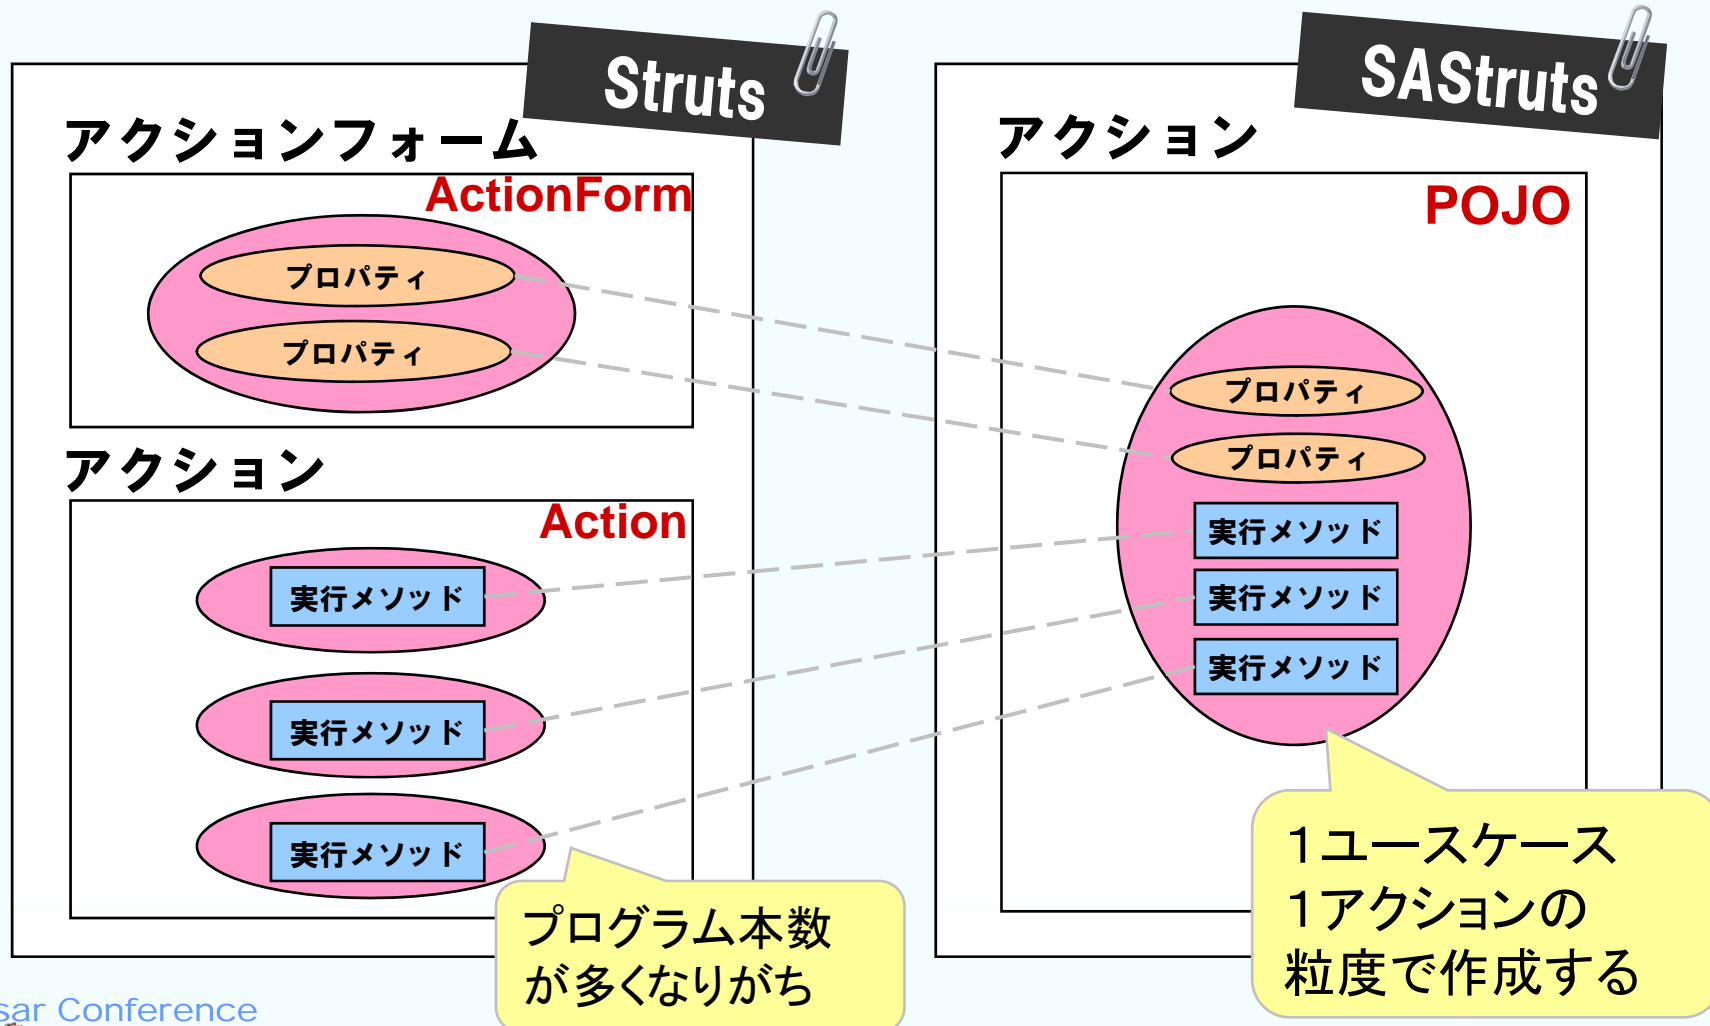 Struts
アクションフォーム
ActionForm
プロパティ
プロパティ
アクション
Action
実行メソッド
実行メソッド
実行メソッド
プログラム本数
が多くなりがち
SAStruts
アクション
POJO
プロパティ
プロパティ
実行メソッド
実行メソッド
実行メソッド
1ユースケース
1アクションの
粒度で作成する
sar Conference